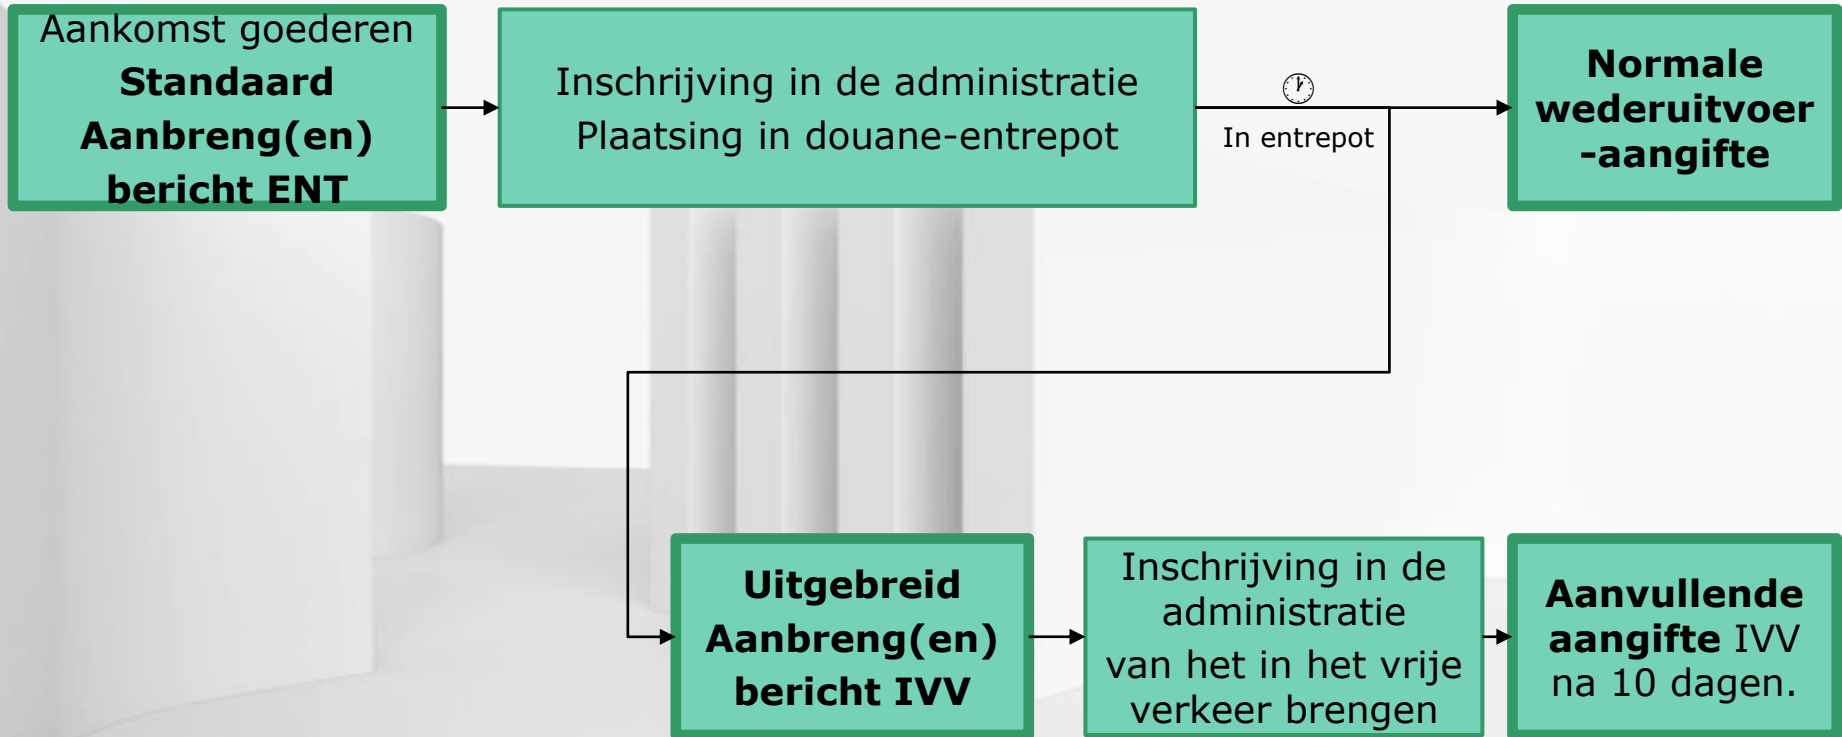 Aankomst goederen
Standaard
Aanbreng(en)
bericht ENT
Inschrijving in de administratie
Plaatsing in douane-entrepot
In entrepot
Normale
wederuitvoer
-aangifte
Uitgebreid
Aanbreng(en)
bericht IVV
Inschrijving in de
administratie
van het in het vrije
verkeer brengen
Aanvullende
aangifte IVV
na 10 dagen.